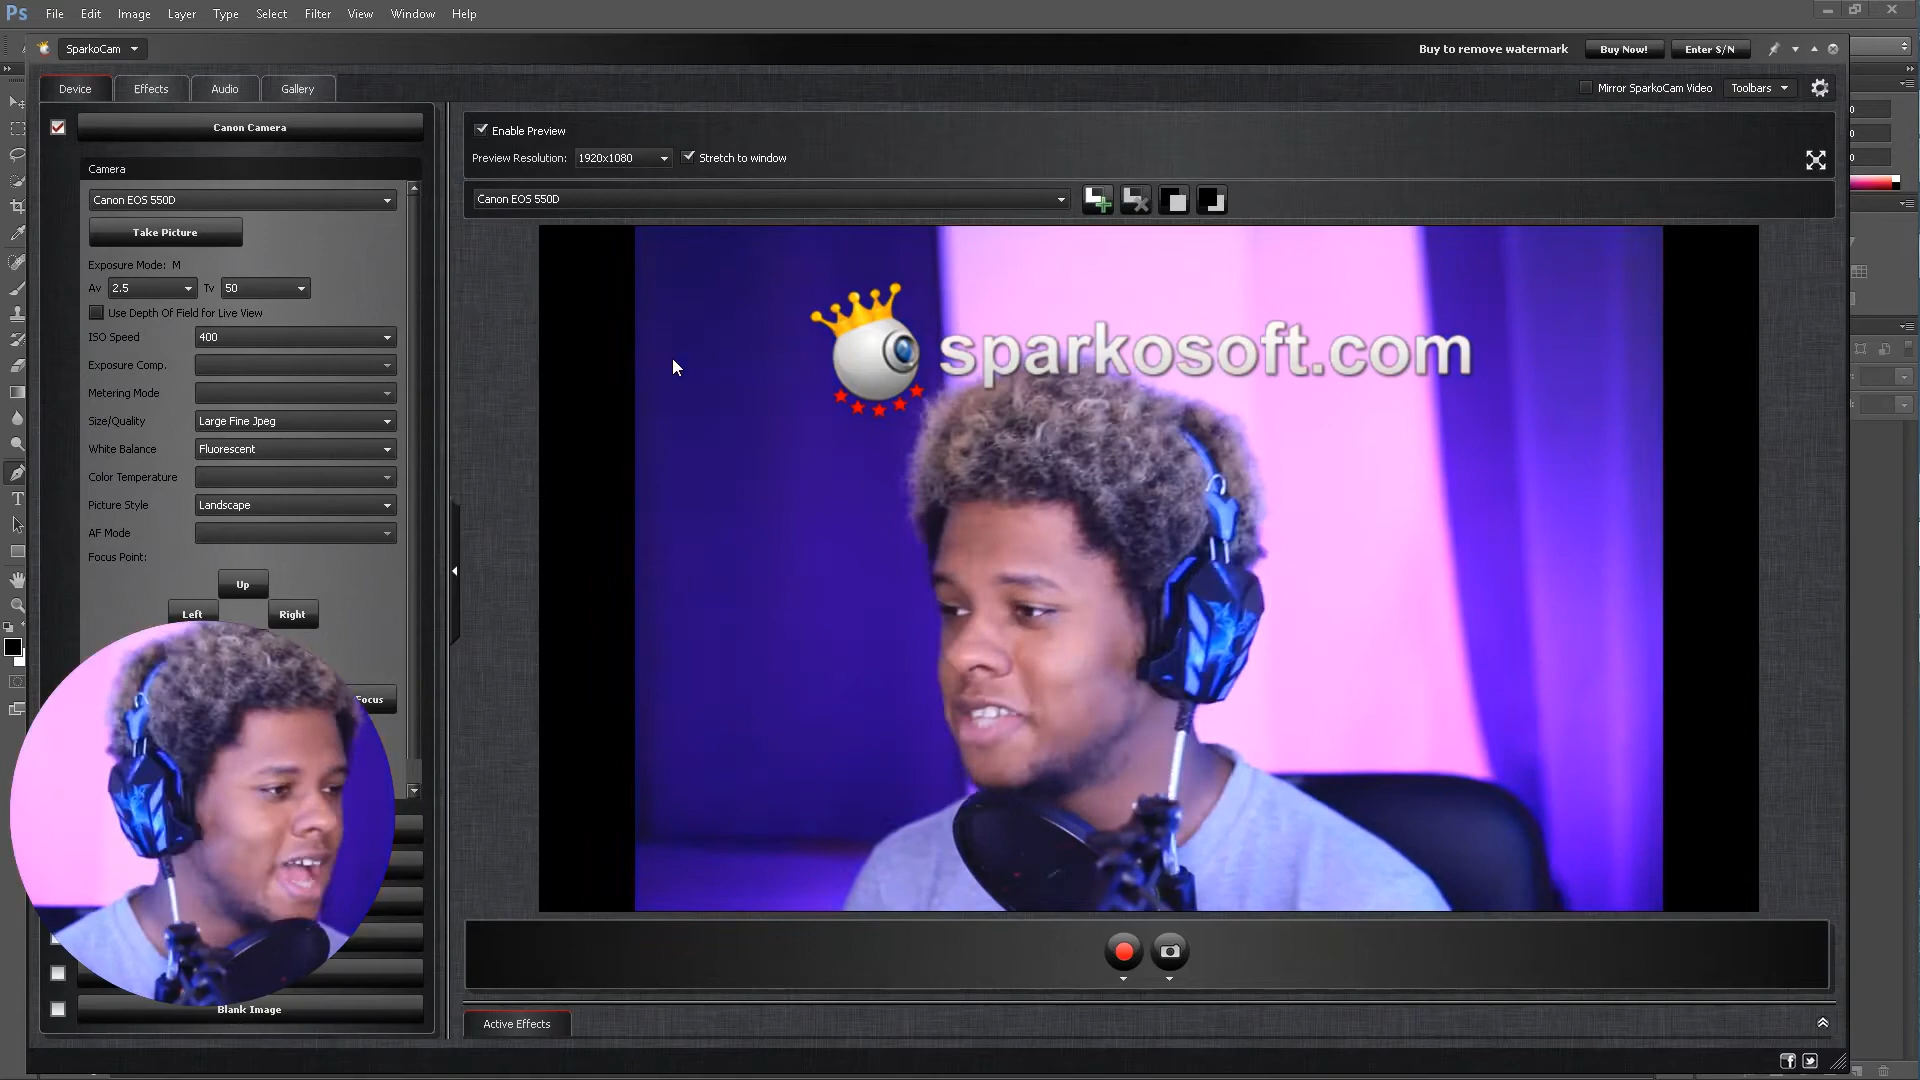 Ps File Edit Image Layer Type Select Filter View Window Help
SparkoCam
Buy to remove watermark Buy Now! Enter S/N
Device Effects Audio Gallery
Mirror SparkoCam Video Toolbars
Canon Camera
Enable Preview
Preview Resolution: 1920x1080 Stretch to window
Camera
Canon EOS 550D
Canon EOS 550D
Take Picture
Exposure Mode: M
Av 2.5 Tv 50
Use Depth Of Field for Live View
ISO Speed 400
Exposure Comp.
Metering Mode
Size/Quality Large Fine Jpeg
White Balance Fluorescent
Color Temperature
Picture Style Landscape
AF Mode
Focus Point:
Up
Left Right
Focus
Blank Image
sparkosoft.com
Active Effects